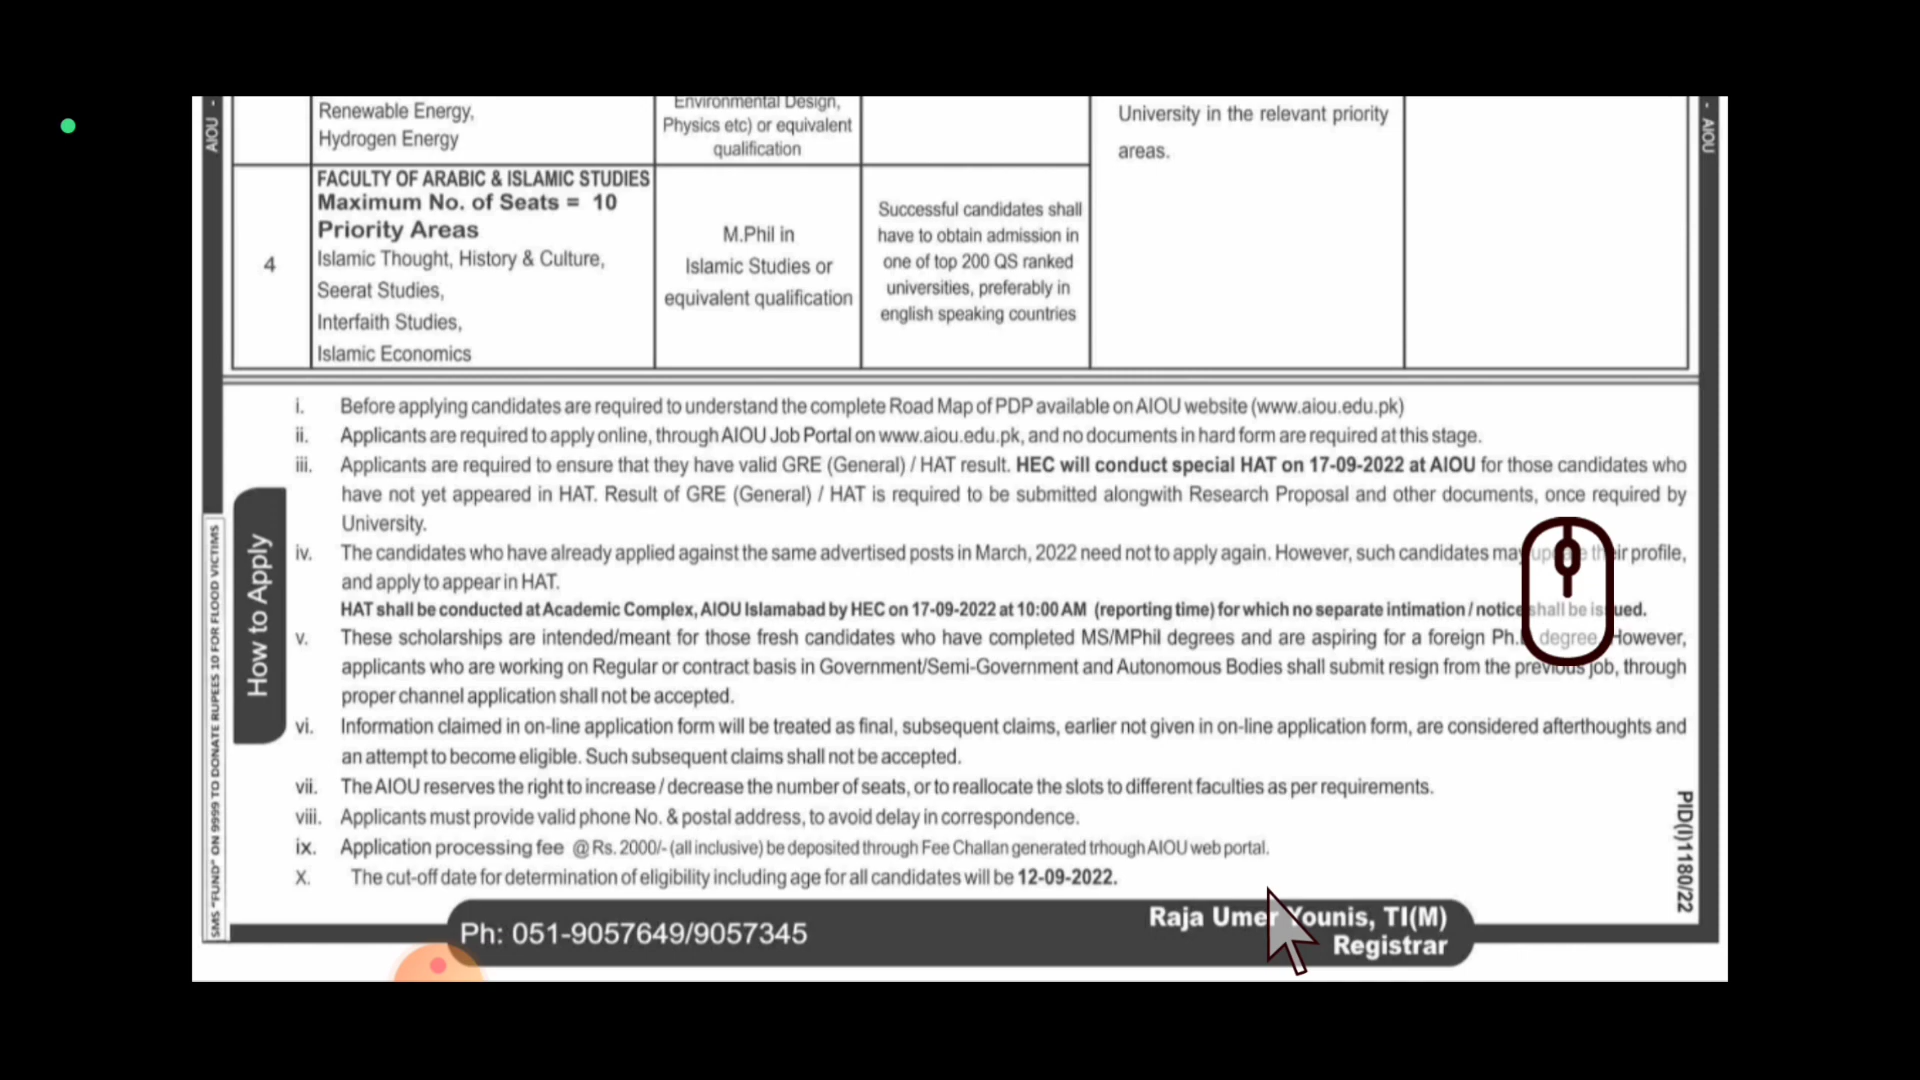 AIOU -
- AIOU
Renewable Energy,
Hydrogen Energy
Environmental Design,
Physics etc) or equivalent
qualification
University in the relevant priority
areas.
4
FACULTY OF ARABIC & ISLAMIC STUDIES
Maximum No. of Seats = 10
Priority Areas
Islamic Thought, History & Culture,
Seerat Studies,
Interfaith Studies,
Islamic Economics
M.Phil in
Islamic Studies or
equivalent qualification
Successful candidates shall
have to obtain admission in
one of top 200 QS ranked
universities, preferably in
english speaking countries
How to Apply
i. Before applying candidates are required to understand the complete Road Map of PDP available on AIOU website (www.aiou.edu.pk)
ii. Applicants are required to apply online, through AIOU Job Portal on www.aiou.edu.pk, and no documents in hard form are required at this stage.
iii. Applicants are required to ensure that they have valid GRE (General) / HAT result. HEC will conduct special HAT on 17-09-2022 at AIOU for those candidates who
have not yet appeared in HAT. Result of GRE (General) / HAT is required to be submitted alongwith Research Proposal and other documents, once required by
University.
iv. The candidates who have already applied against the same advertised posts in March, 2022 need not to apply again. However, such candidates may update their profile,
and apply to appear in HAT.
HAT shall be conducted at Academic Complex, AIOU Islamabad by HEC on 17-09-2022 at 10:00 AM (reporting time) for which no separate intimation / notice shall be issued.
v. These scholarships are intended/meant for those fresh candidates who have completed MS/MPhil degrees and are aspiring for a foreign Ph.D degree. However,
applicants who are working on Regular or contract basis in Government/Semi-Government and Autonomous Bodies shall submit resign from the previous job, through
proper channel application shall not be accepted.
vi. Information claimed in on-line application form will be treated as final, subsequent claims, earlier not given in on-line application form, are considered afterthoughts and
an attempt to become eligible. Such subsequent claims shall not be accepted.
vii. The AIOU reserves the right to increase / decrease the number of seats, or to reallocate the slots to different faculties as per requirements.
viii. Applicants must provide valid phone No. & postal address, to avoid delay in correspondence.
ix. Application processing fee @ Rs. 2000/- (all inclusive) be deposited through Fee Challan generated trhough AIOU web portal.
X. The cut-off date for determination of eligibility including age for all candidates will be 12-09-2022.
SMS "FUND" ON 9999 TO DONATE RUPEES 10 FOR FLOOD VICTIMS
PID(I)1180/22
Ph: 051-9057649/9057345
Raja Umer Younis, TI(M)
Registrar